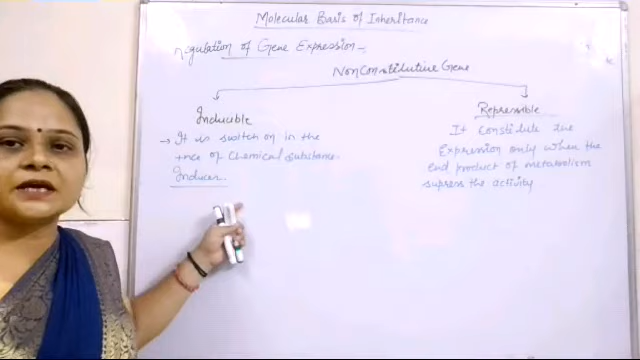 Molecular Basis of Inheritance
Regulation of Gene Expression -
NonConstitutive Gene
Inducible
→ It is switch on in the
+nce of Chemical Substance.
Inducer.
Repressible
It Constitute the
Expression only when the
end product of metabolism
supress the activity